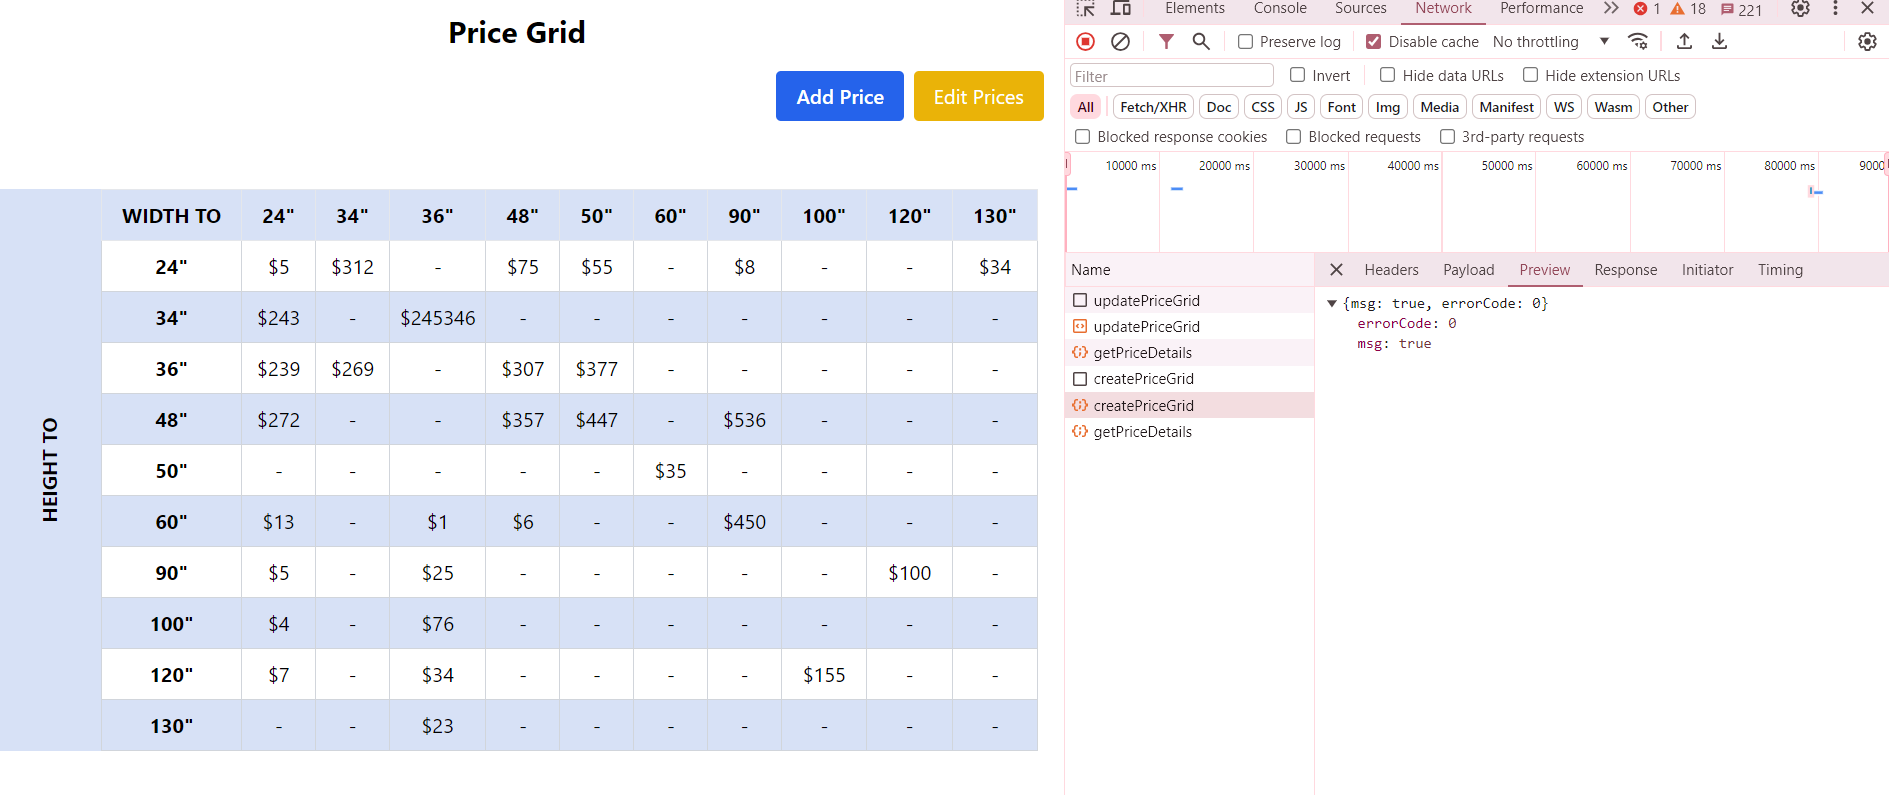 Price Grid
Add Price
Edit Prices
HEIGHT TO
WIDTH TO 24" 34" 36" 48" 50" 60" 90" 100" 120" 130"
24" $5 $312 - $75 $55 - $8 - - $34
34" $243 - $245346 - - - - - - -
36" $239 $269 - $307 $377 - - - - -
48" $272 - - $357 $447 - $536 - - -
50" - - - - - $35 - - - -
60" $13 - $1 $6 - - $450 - - -
90" $5 - $25 - - - - - $100 -
100" $4 - $76 - - - - - - -
120" $7 - $34 - - - - $155 - -
130" - - $23 - - - - - - -
Elements Console Sources Network Performance 1 18 221
Preserve log Disable cache No throttling
Filter Invert Hide data URLs Hide extension URLs
All Fetch/XHR Doc CSS JS Font Img Media Manifest WS Wasm Other
Blocked response cookies Blocked requests 3rd-party requests
10000 ms 20000 ms 30000 ms 40000 ms 50000 ms 60000 ms 70000 ms 80000 ms 9000
Name
updatePriceGrid
updatePriceGrid
getPriceDetails
createPriceGrid
createPriceGrid
getPriceDetails
Headers Payload Preview Response Initiator Timing
{msg: true, errorCode: 0}
errorCode: 0
msg: true